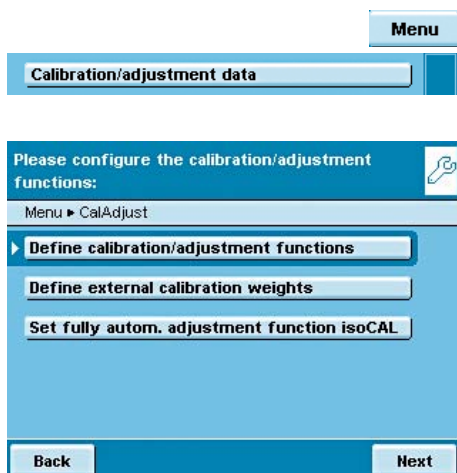 Menu
Calibration/adjustment data
Please configure the calibration/adjustment
functions:
Menu ▸ CalAdjust
Define calibration/adjustment functions
Define external calibration weights
Set fully autom. adjustment function isoCAL
Back Next